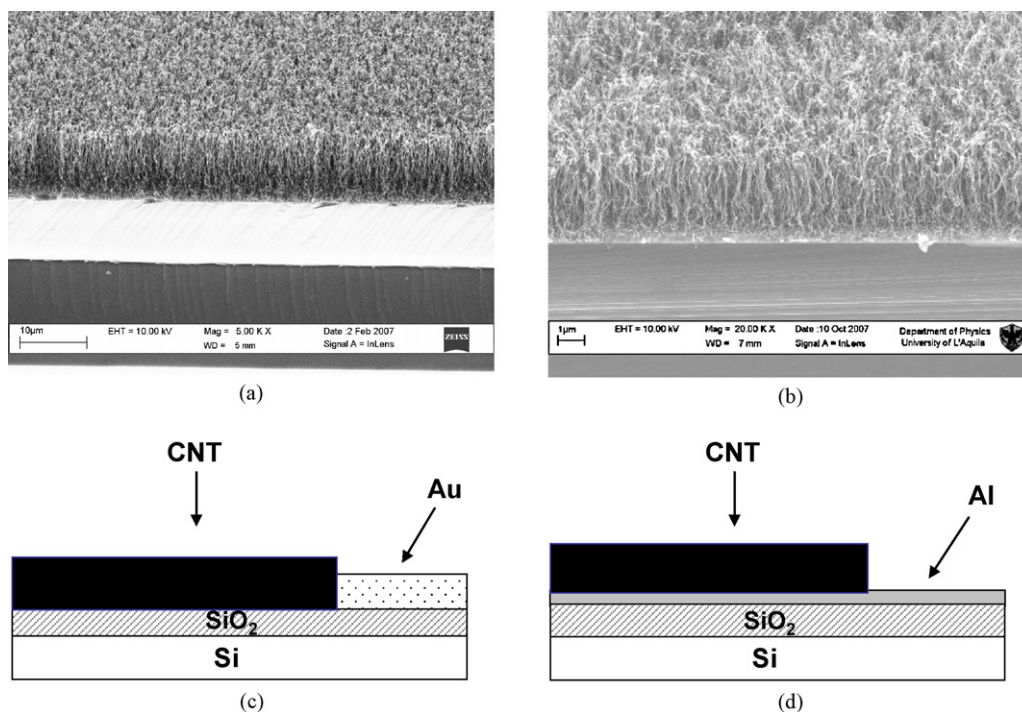 10µm
EHT = 10.00 kV Mag = 5.00 K X Date :2 Feb 2007
WD = 5 mm Signal A = InLens
ZEISS
(a)
1µm
EHT = 10.00 kV Mag = 20.00 K X Date :10 Oct 2007 Department of Physics
WD = 7 mm Signal A = InLens University of L'Aquila
(b)
CNT
Au
SiO₂
Si
(c)
CNT
Al
SiO₂
Si
(d)